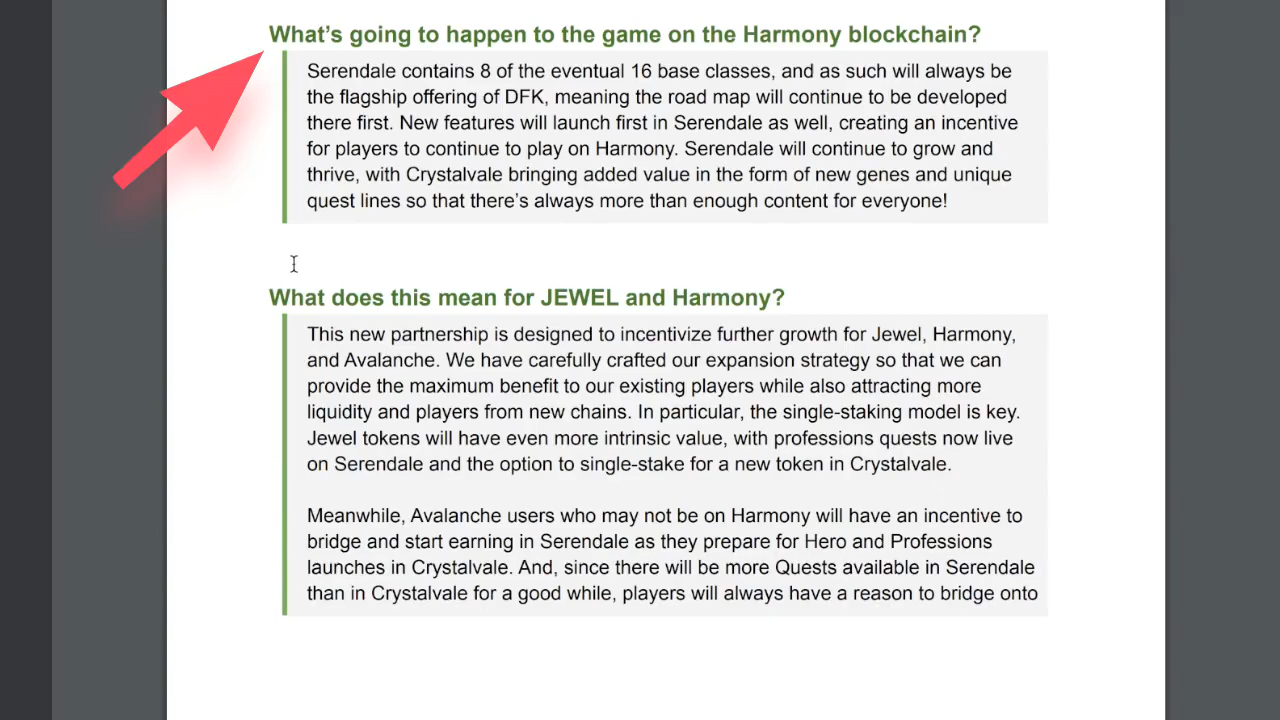 What’s going to happen to the game on the Harmony blockchain?
Serendale contains 8 of the eventual 16 base classes, and as such will always be
the flagship offering of DFK, meaning the road map will continue to be developed
there first. New features will launch first in Serendale as well, creating an incentive
for players to continue to play on Harmony. Serendale will continue to grow and
thrive, with Crystalvale bringing added value in the form of new genes and unique
quest lines so that there’s always more than enough content for everyone!
What does this mean for JEWEL and Harmony?
This new partnership is designed to incentivize further growth for Jewel, Harmony,
and Avalanche. We have carefully crafted our expansion strategy so that we can
provide the maximum benefit to our existing players while also attracting more
liquidity and players from new chains. In particular, the single-staking model is key.
Jewel tokens will have even more intrinsic value, with professions quests now live
on Serendale and the option to single-stake for a new token in Crystalvale.
Meanwhile, Avalanche users who may not be on Harmony will have an incentive to
bridge and start earning in Serendale as they prepare for Hero and Professions
launches in Crystalvale. And, since there will be more Quests available in Serendale
than in Crystalvale for a good while, players will always have a reason to bridge onto